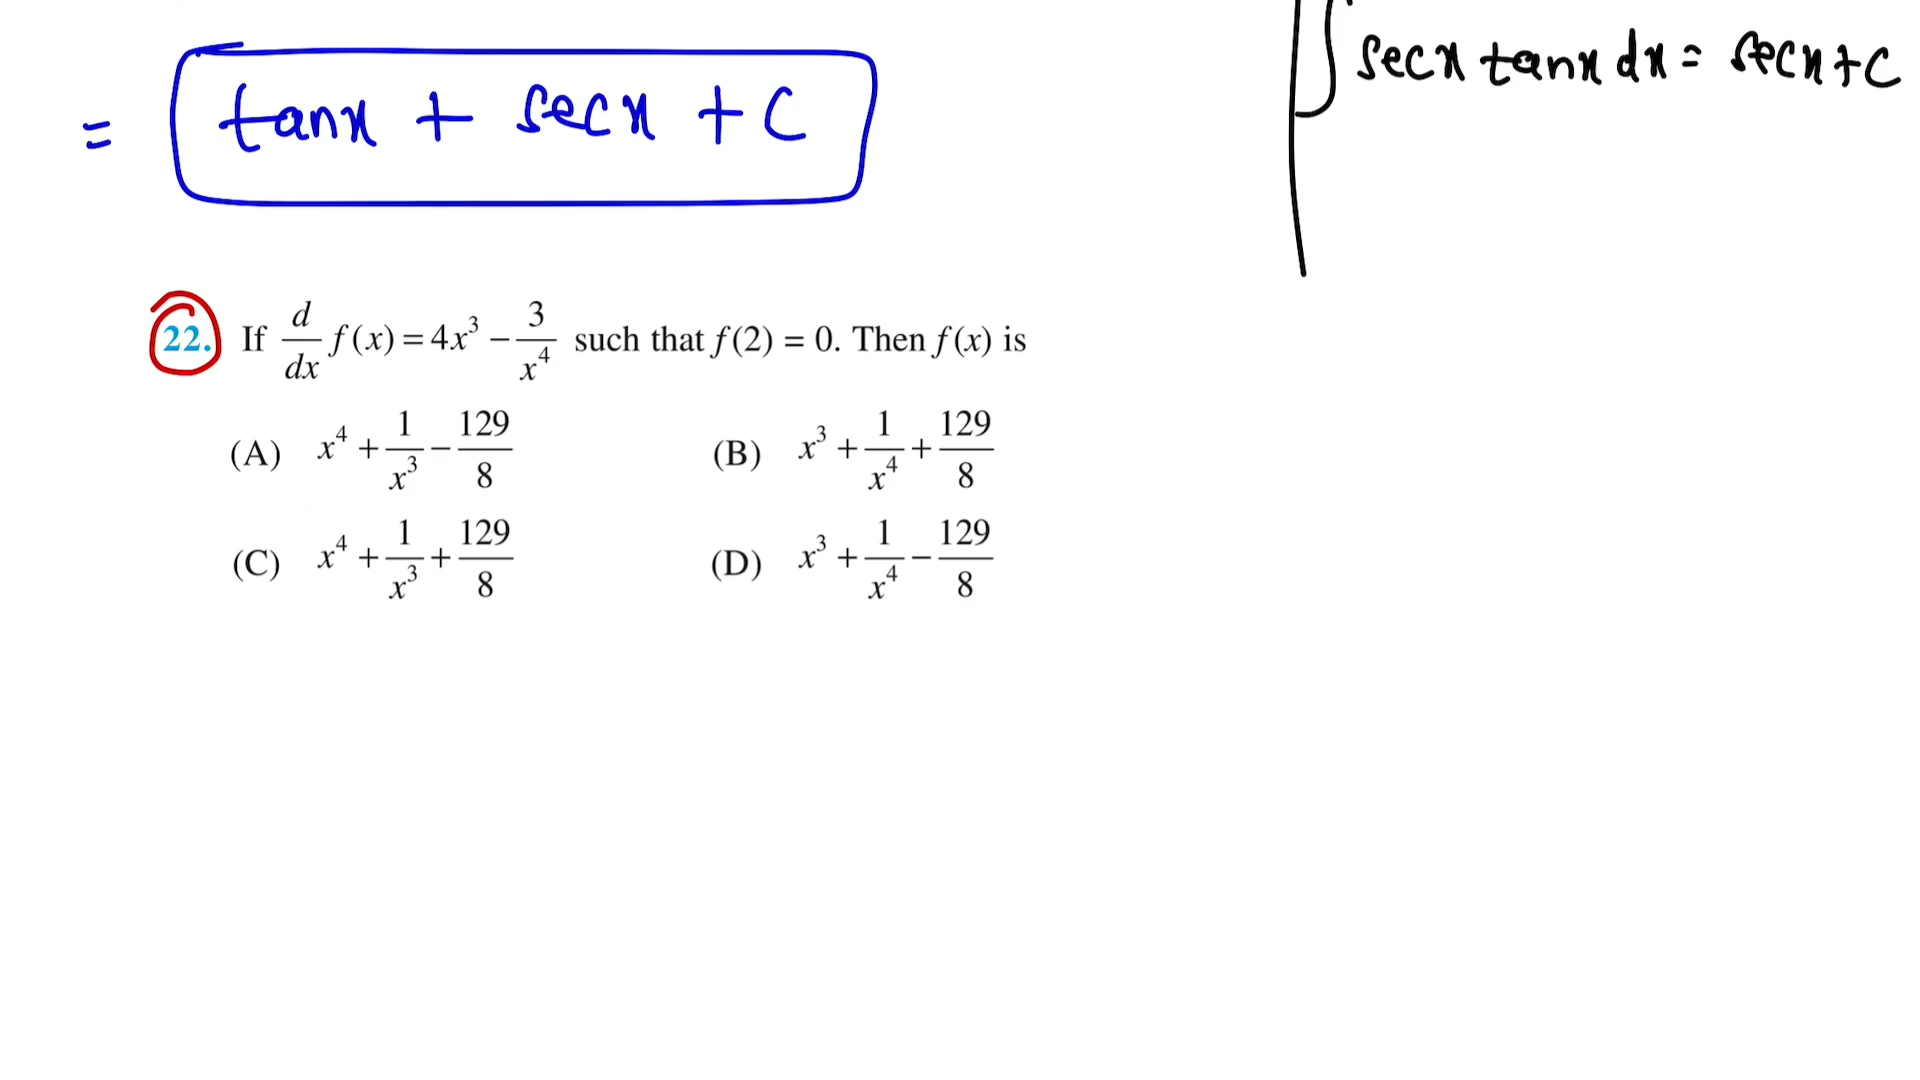 ∫ secx tanx dx = secx + C
= tanx + secx + C
22. If d/dx f(x) = 4x³ − 3/x⁴ such that f(2) = 0. Then f(x) is
(A) x⁴ + 1/x³ − 129/8 (B) x³ + 1/x⁴ + 129/8
(C) x⁴ + 1/x³ + 129/8 (D) x³ + 1/x⁴ − 129/8